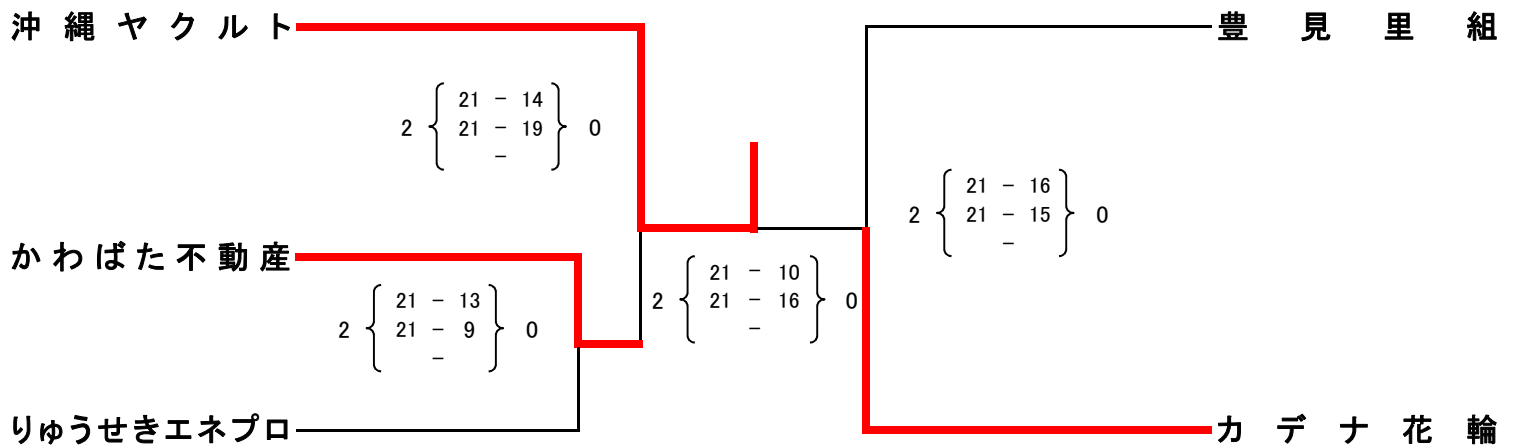 沖縄ヤクルト
豊見里組
21 - 14
2 { 21 - 19 } 0
-
21 - 16
2 { 21 - 15 } 0
-
かわばた不動産
21 - 10
2 { 21 - 16 } 0
-
21 - 13
2 { 21 - 9 } 0
-
りゅうせきエネプロ
カデナ花輪